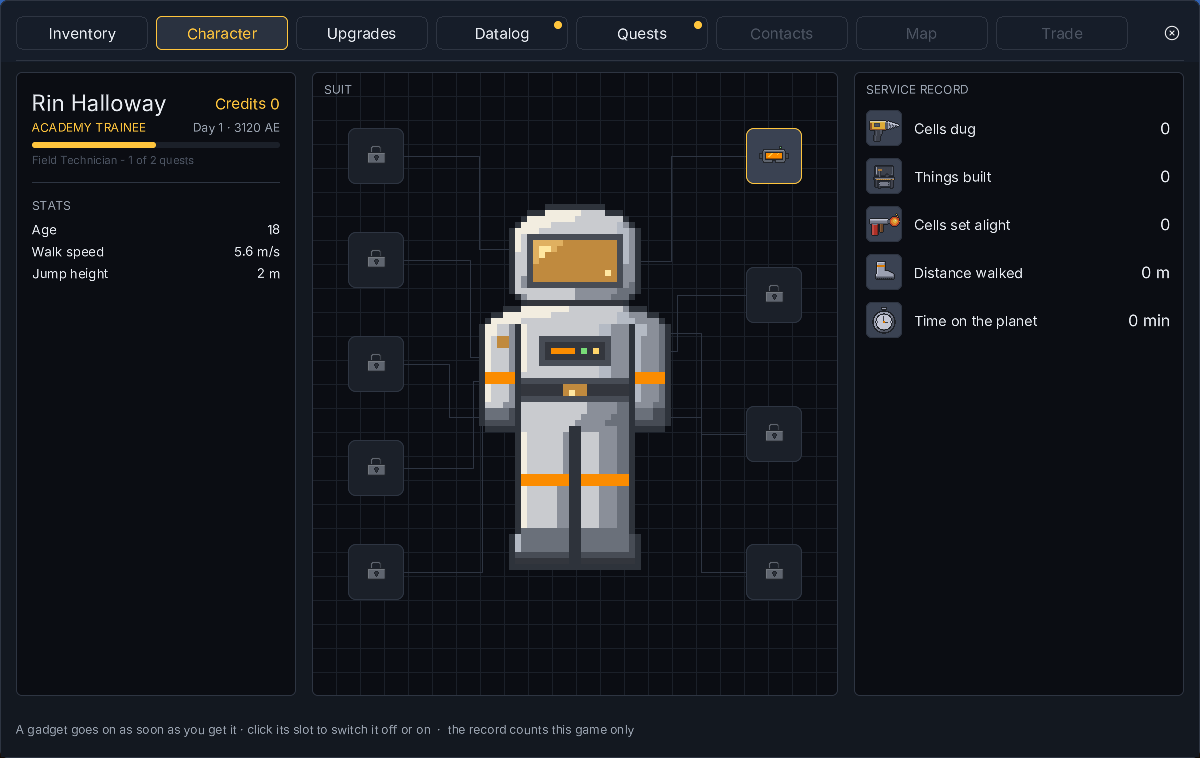 Inventory
Character
Upgrades
Datalog
Quests
Contacts
Map
Trade
Rin Halloway
Credits 0
ACADEMY TRAINEE
Day 1 · 3120 AE
Field Technician - 1 of 2 quests
STATS
Age 18
Walk speed 5.6 m/s
Jump height 2 m
SUIT
SERVICE RECORD
Cells dug 0
Things built 0
Cells set alight 0
Distance walked 0 m
Time on the planet 0 min
A gadget goes on as soon as you get it · click its slot to switch it off or on · the record counts this game only